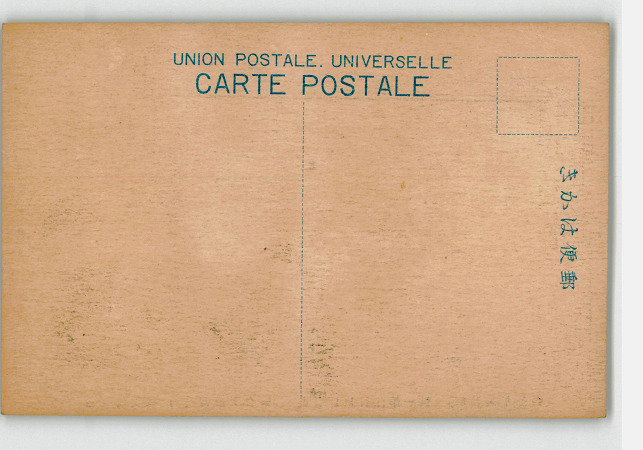 UNION POSTALE. UNIVERSELLE
CARTE POSTALE
きかは便郵